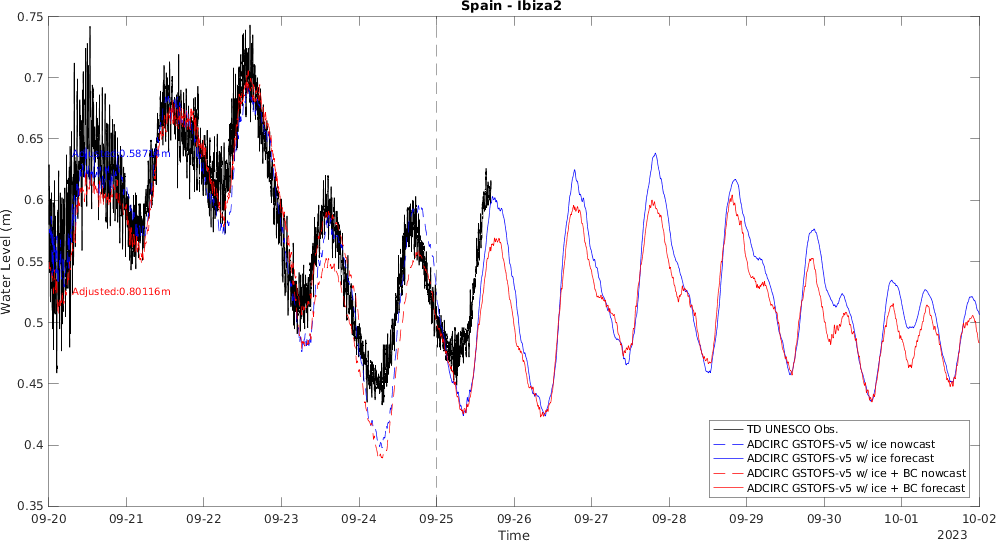 Spain - Ibiza2
0.75
0.7
0.65
0.6
0.55
0.5
0.45
0.4
0.35
Water Level (m)
Adjusted:0.80116m
TD UNESCO Obs.
ADCIRC GSTOFS-v5 w/ ice nowcast
ADCIRC GSTOFS-v5 w/ ice forecast
ADCIRC GSTOFS-v5 w/ ice + BC nowcast
ADCIRC GSTOFS-v5 w/ ice + BC forecast
09-20 09-21 09-22 09-23 09-24 09-25 09-26 09-27 09-28 09-29 09-30 10-01 10-02
Time
2023